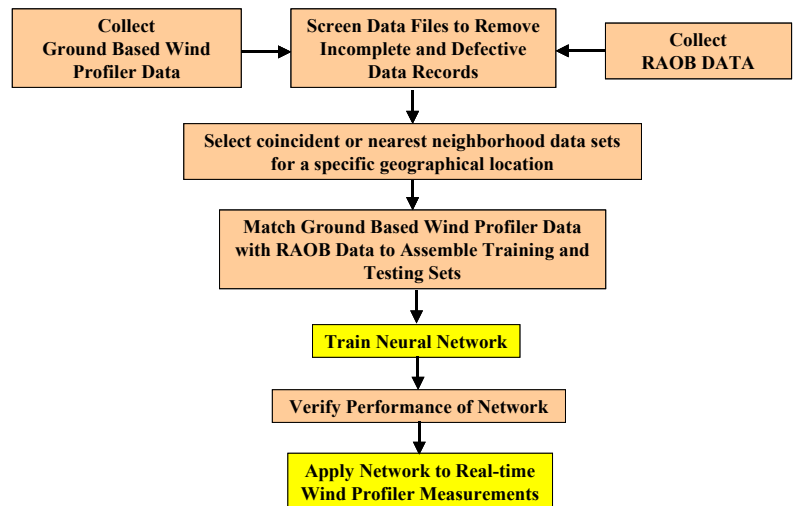 Collect
Ground Based Wind
Profiler Data
Screen Data Files to Remove
Incomplete and Defective
Data Records
Collect
RAOB DATA
Select coincident or nearest neighborhood data sets
for a specific geographical location
Match Ground Based Wind Profiler Data
with RAOB Data to Assemble Training and
Testing Sets
Train Neural Network
Verify Performance of Network
Apply Network to Real-time
Wind Profiler Measurements